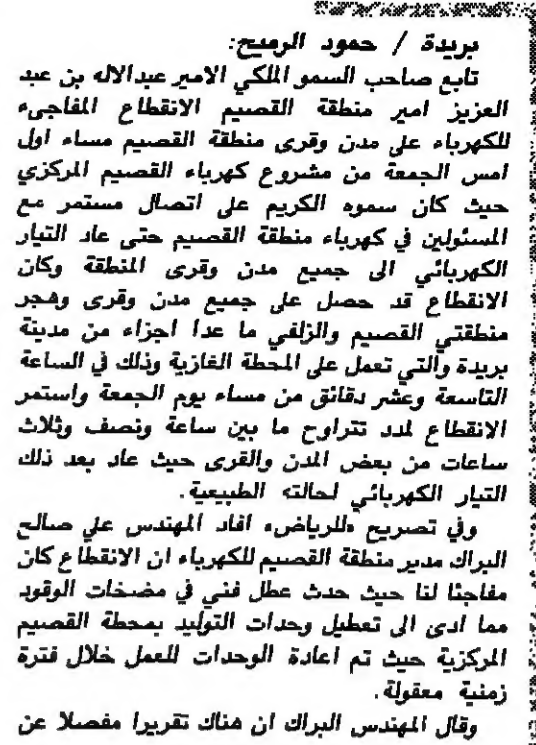 بريدة / حمود الرميح:
تابع صاحب السمو الملكي الامير عبدالاله بن عبد
العزيز امير منطقة القصيم الانقطاع المفاجىء
للكهرباء على مدن وقرى منطقة القصيم مساء اول
امس الجمعة من مشروع كهرباء القصيم المركزي
حيث كان سموه الكريم على اتصال مستمر مع
المسئولين في كهرباء منطقة القصيم حتى عاد التيار
الكهربائي الى جميع مدن وقرى المنطقة وكان
الانقطاع قد حصل على جميع مدن وقرى وهجر
منطقتي القصيم والزلفي ما عدا اجزاء من مدينة
بريدة والتي تعمل على المحطة الغازية وذلك في الساعة
التاسعة وعشر دقائق من مساء يوم الجمعة واستمر
الانقطاع لمدد تتراوح ما بين ساعة ونصف وثلاث
ساعات من بعض المدن والقرى حيث عاد بعد ذلك
التيار الكهربائي لحالته الطبيعية.
وفي تصريح «للرياض» افاد المهندس علي صالح
البراك مدير منطقة القصيم للكهرباء ان الانقطاع كان
مفاجئا لنا حيث حدث عطل فني في مضخات الوقود
مما ادى الى تعطيل وحدات التوليد بمحطة القصيم
المركزية حيث تم اعادة الوحدات للعمل خلال فترة
زمنية معقولة.
وقال المهندس البراك ان هناك تقريرا مفصلا عن